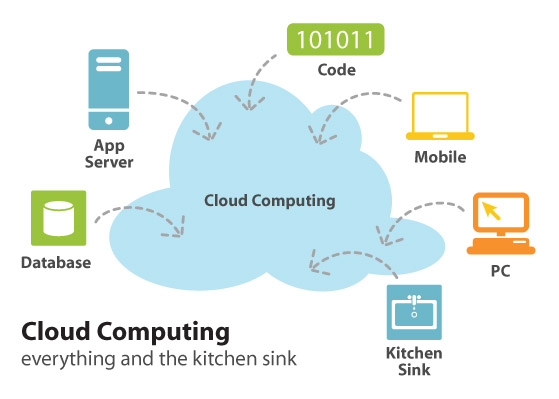 101011
Code
App
Server
Mobile
Cloud Computing
Database
PC
Kitchen
Sink
Cloud Computing
everything and the kitchen sink